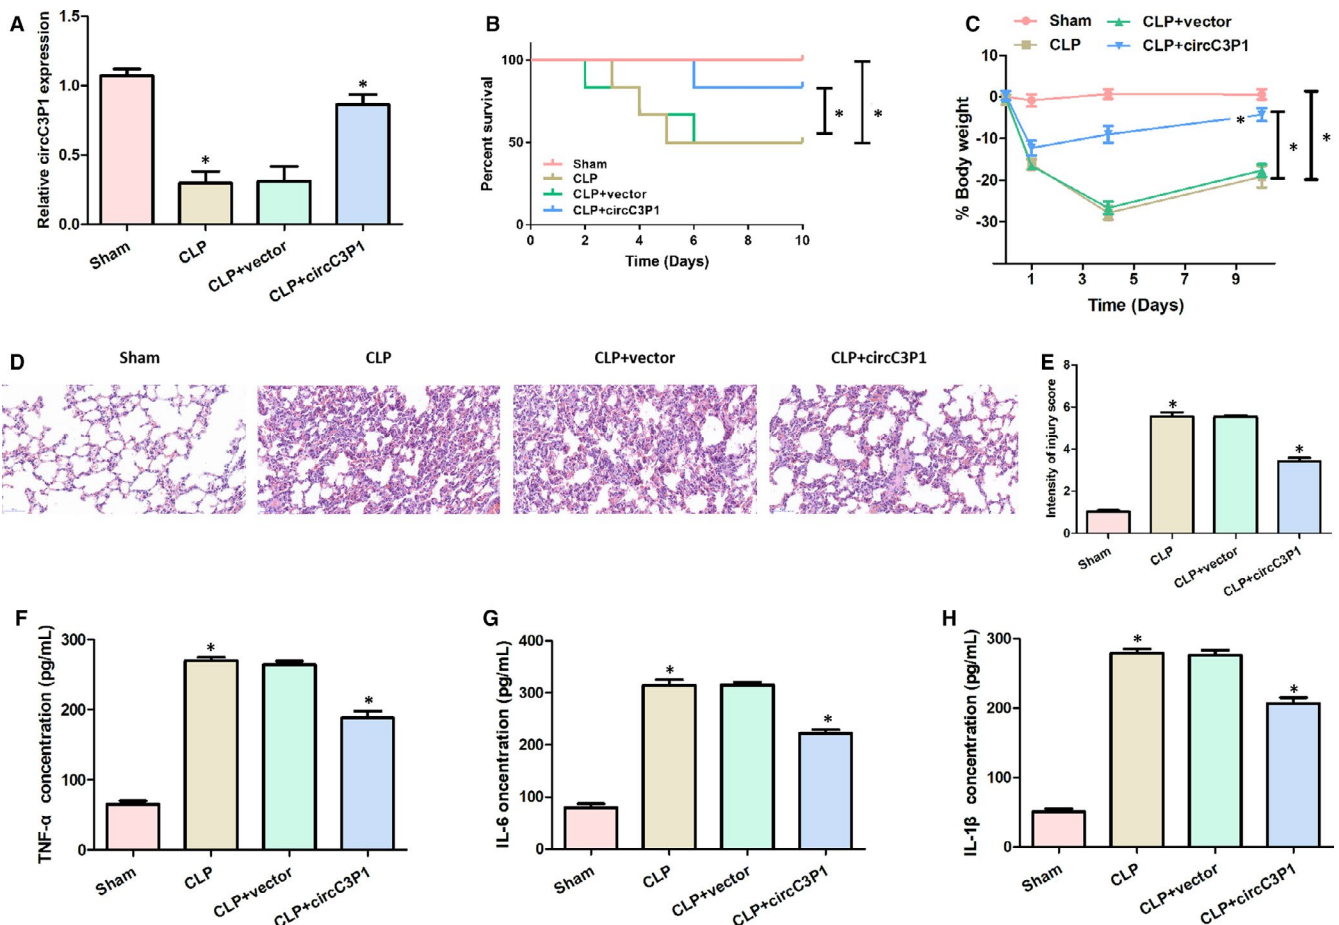 A
Relative circC3P1 expression
1.5
1.0
0.5
0.0
*
*
Sham
CLP
CLP+vector
CLP+circC3P1
B
Percent survival
100
50
0
Sham
CLP
CLP+vector
CLP+circC3P1
*
*
0 2 4 6 8 10
Time (Days)
C
Sham
CLP
CLP+vector
CLP+circC3P1
% Body weight
10
0
-10
-20
-30
*
*
*
1 3 5 7 9
Time (Days)
D
Sham
CLP
CLP+vector
CLP+circC3P1
E
Intensity of injury score
8
6
4
2
0
*
*
Sham
CLP
CLP+vector
CLP+circC3P1
F
TNF-α concentration (pg/mL)
300
200
100
0
*
*
Sham
CLP
CLP+vector
CLP+circC3P1
G
IL-6 oncentration (pg/mL)
400
300
200
100
0
*
*
Sham
CLP
CLP+vector
CLP+circC3P1
H
IL-1β concentration (pg/mL)
300
200
100
0
*
*
Sham
CLP
CLP+vector
CLP+circC3P1